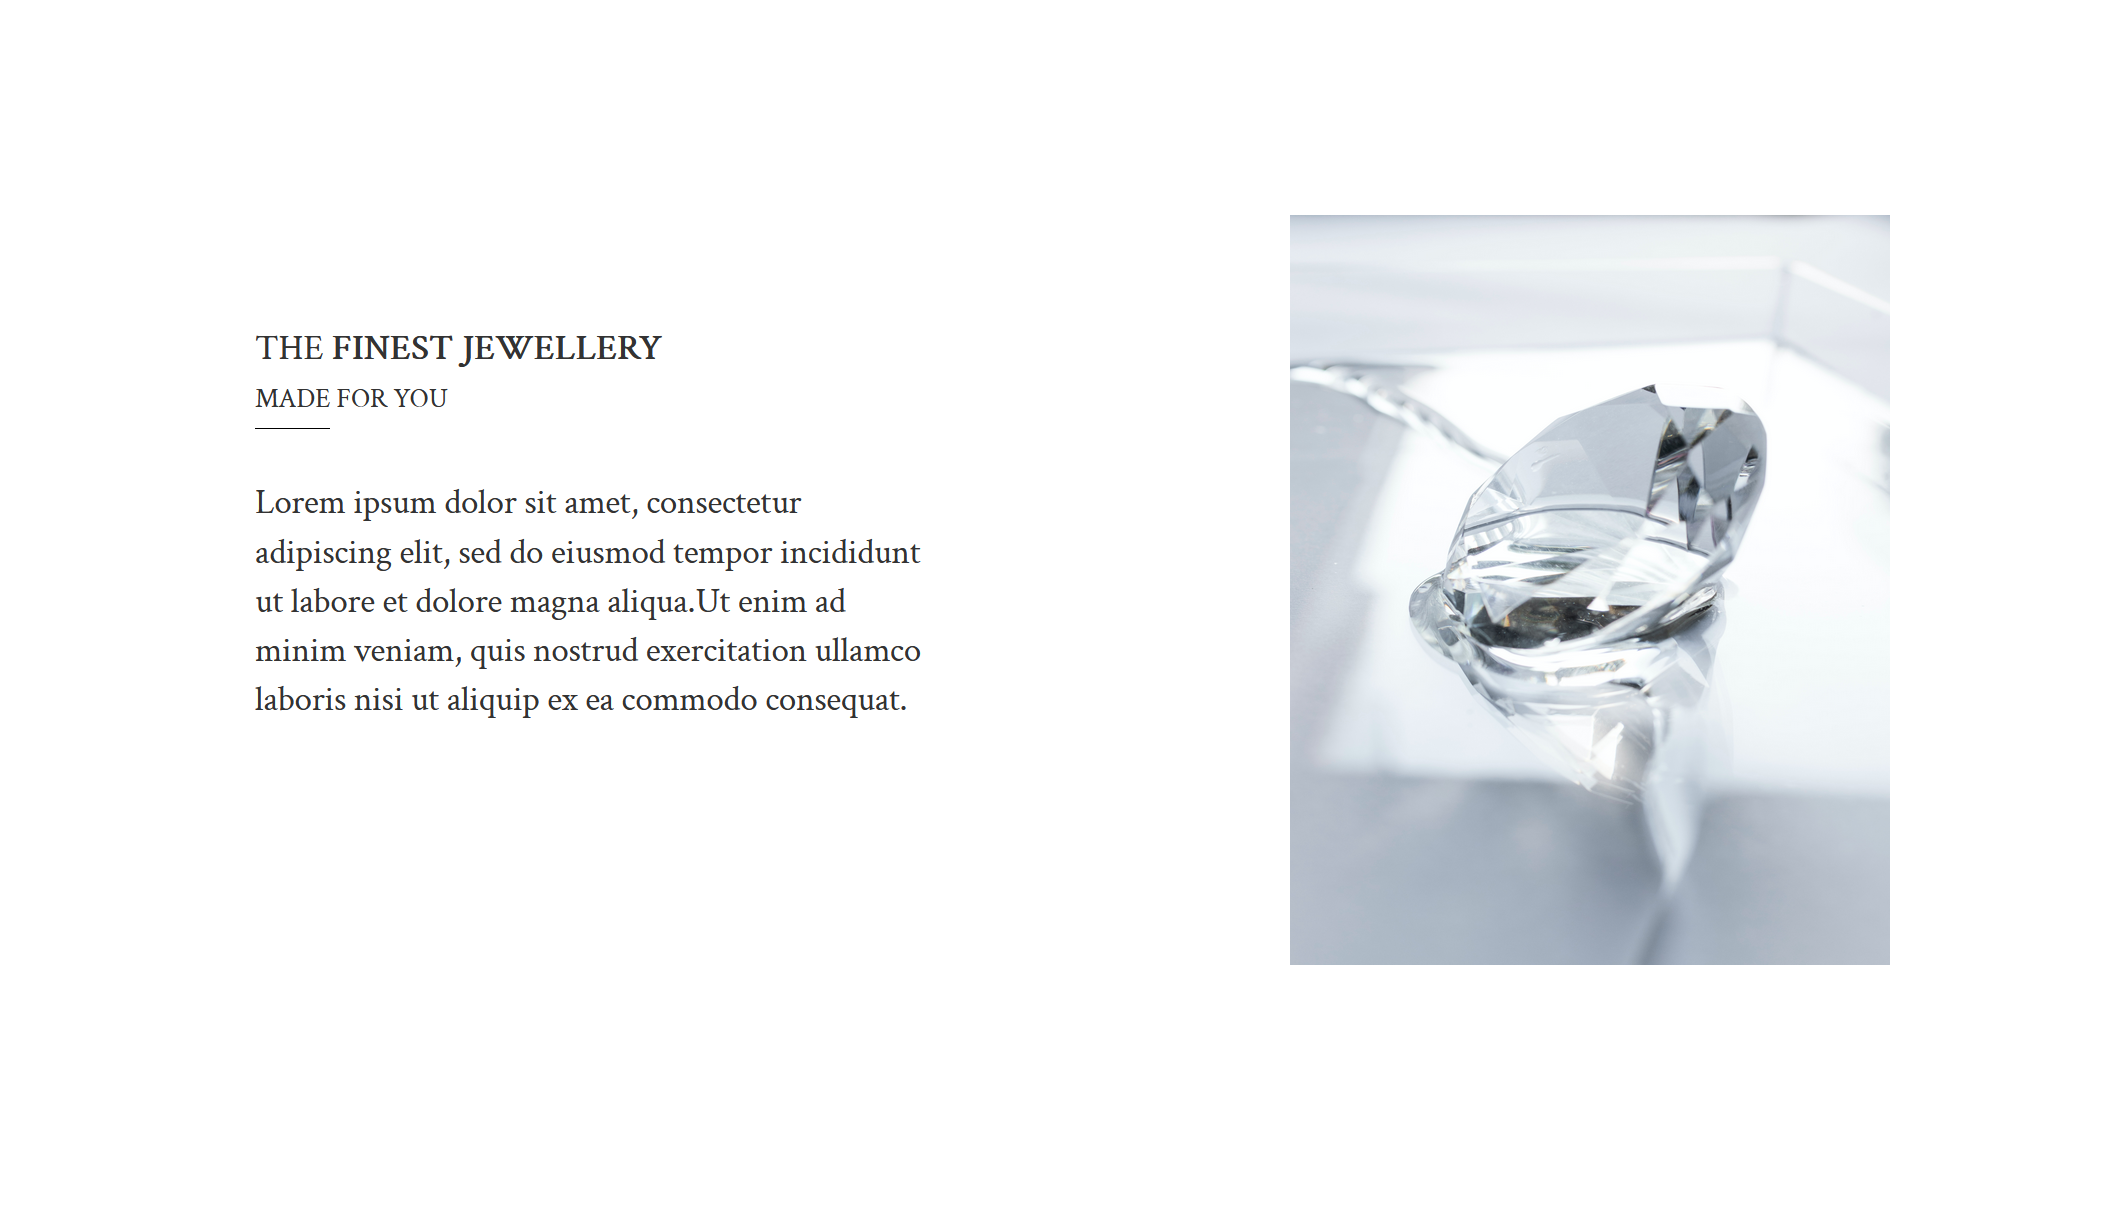 THE FINEST JEWELLERY
MADE FOR YOU
Lorem ipsum dolor sit amet, consectetur
adipiscing elit, sed do eiusmod tempor incididunt
ut labore et dolore magna aliqua.Ut enim ad
minim veniam, quis nostrud exercitation ullamco
laboris nisi ut aliquip ex ea commodo consequat.